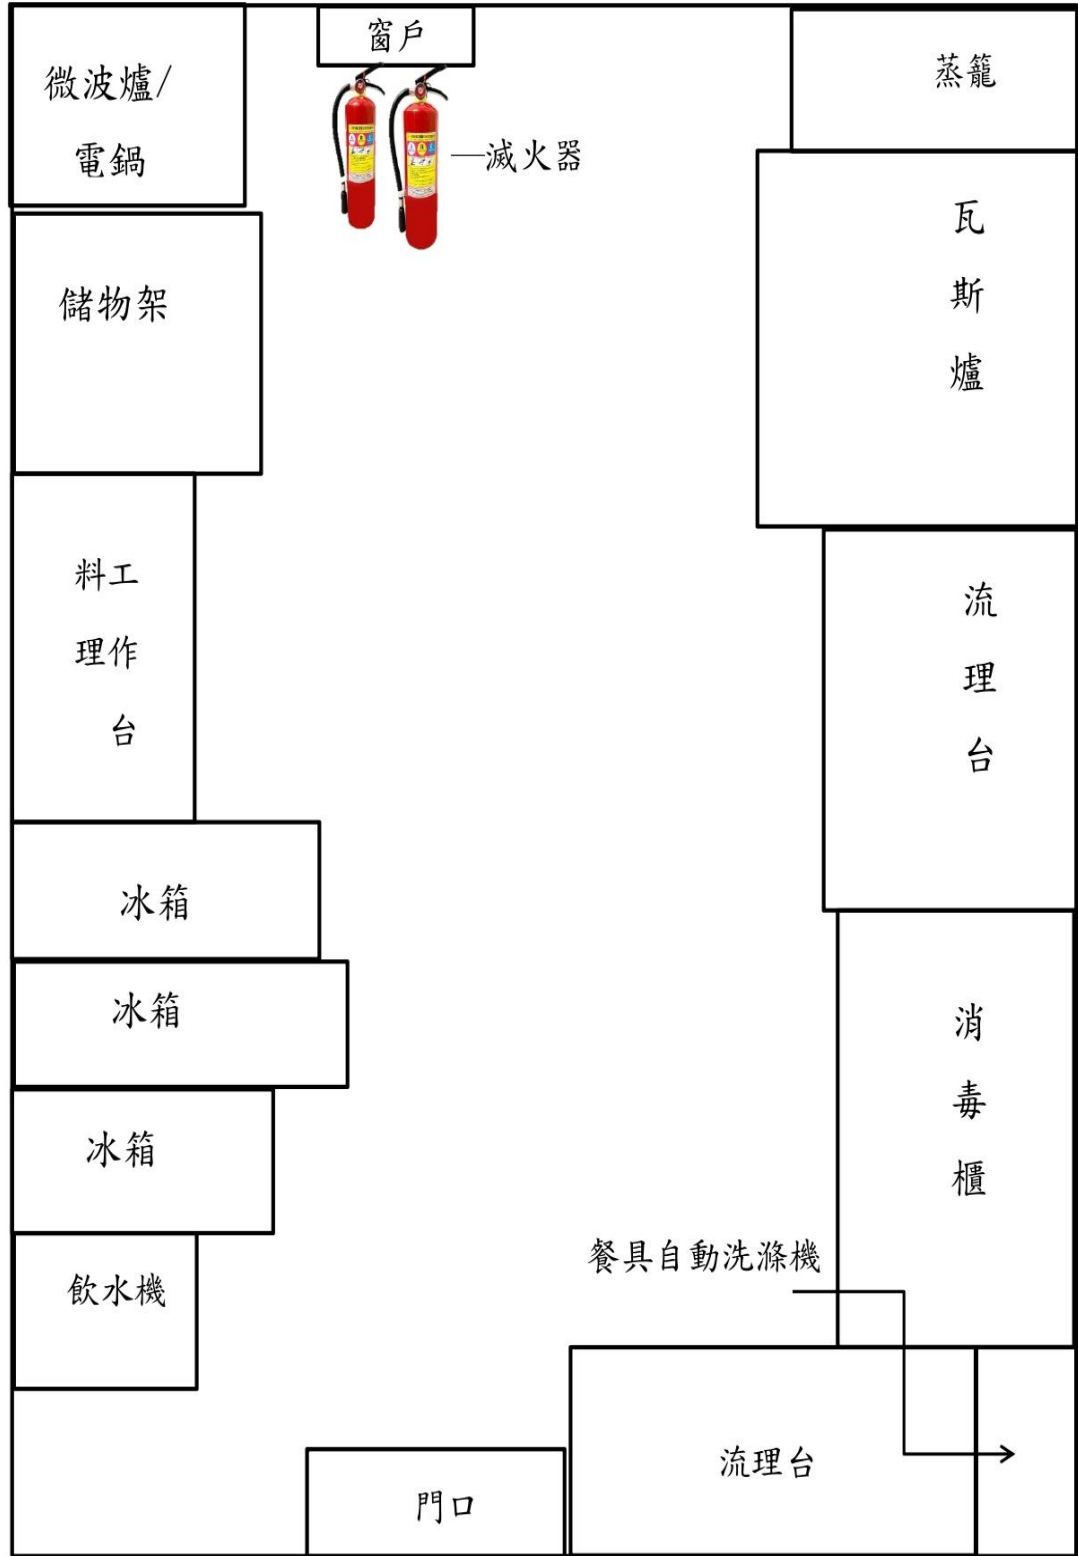 窗戶
微波爐/
電鍋
蒸籠
滅火器
儲物架
瓦斯爐
料理
工作台
流理台
冰箱
冰箱
冰箱
消毒櫃
飲水機
餐具自動洗滌機
流理台
門口